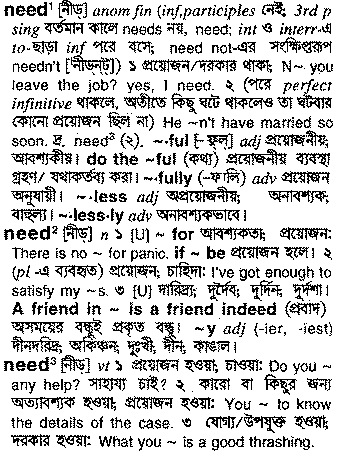 need¹ [নীড্] anom fin (inf,participles নেই; 3rd p
sing বর্তমান কালে needs নয়, need; int ও interr-এ
to-ছাড়া inf পরে বসে; need not-এর সংক্ষিপ্তরূপ
needn't [নীড্‌ন্ট্]) ১ প্রয়োজন/দরকার থাকা; N~ you
leave the job? yes, I need. ২ (পরে perfect
infinitive থাকলে, অতীতে কিছু ঘটে থাকলেও তা ঘটবার
কোনো প্রয়োজন ছিল না) He ~n't have married so
soon. দ্র. need³ (২). ~·ful [-ফুল্] adj প্রয়োজনীয়;
আবশ্যকীয়। do the ~ful (কথ্য) প্রয়োজনীয় ব্যবস্থা
গ্রহণ/ যথাকর্তব্য করা। ~·fully (-ফালি) adv প্রয়োজন
অনুযায়ী। ~·less adj অপ্রয়োজনীয়; অনাবশ্যক;
বাহুল্য। ~·less·ly adv অনাবশ্যকভাবে।
need² [নীড্] n ১ [U] ~ for আবশ্যকতা; প্রয়োজন:
There is no ~ for panic. if ~ be প্রয়োজন হলে। ২
(pl -এ ব্যবহৃত) প্রয়োজন; চাহিদা: I've got enough to
satisfy my ~s. ৩ [U] দারিদ্র্য; দুর্দৈব; দুর্দিন; দুর্দশা।
A friend in ~ is a friend indeed (প্রবাদ)
অসময়ের বন্ধুই প্রকৃত বন্ধু। ~y adj (-ier, -iest)
দীনদরিদ্র; অকিঞ্চন; দুঃখী; দীন; কাঙাল।
need³ [নীড্] vt ১ প্রয়োজন হওয়া; চাওয়া: Do you ~
any help? সাহায্য চাই? ২ কারো বা কিছুর জন্য
অত্যাবশ্যক হওয়া; প্রয়োজন হওয়া: You ~ to know
the details of the case. ৩ যোগ্য/উপযুক্ত হওয়া;
দরকার হওয়া: What you ~ is a good thrashing.